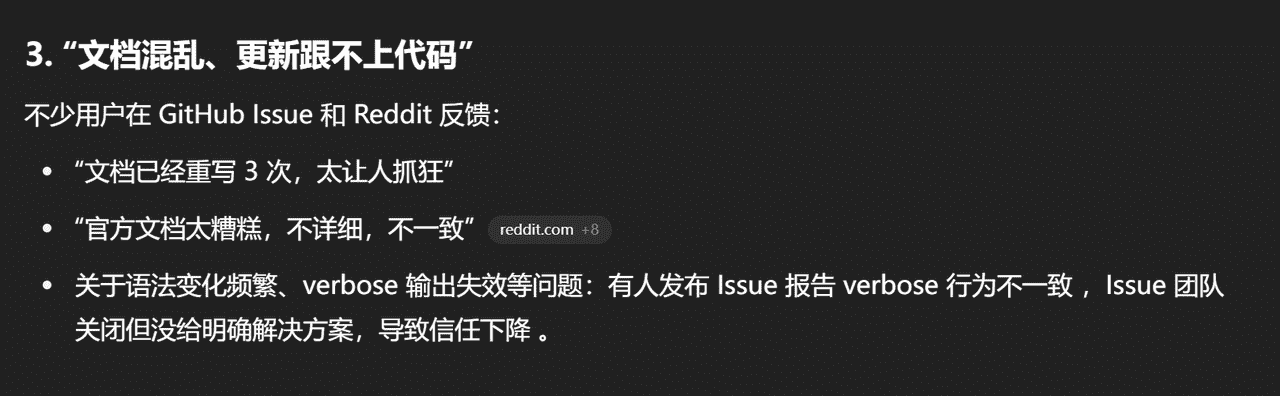 3. “文档混乱、更新跟不上代码”
不少用户在 GitHub Issue 和 Reddit 反馈：
• “文档已经重写 3 次，太让人抓狂”
• “官方文档太糟糕，不详细，不一致” reddit.com +8
• 关于语法变化频繁、verbose 输出失效等问题：有人发布 Issue 报告 verbose 行为不一致 ，Issue 团队
关闭但没给明确解决方案，导致信任下降 。